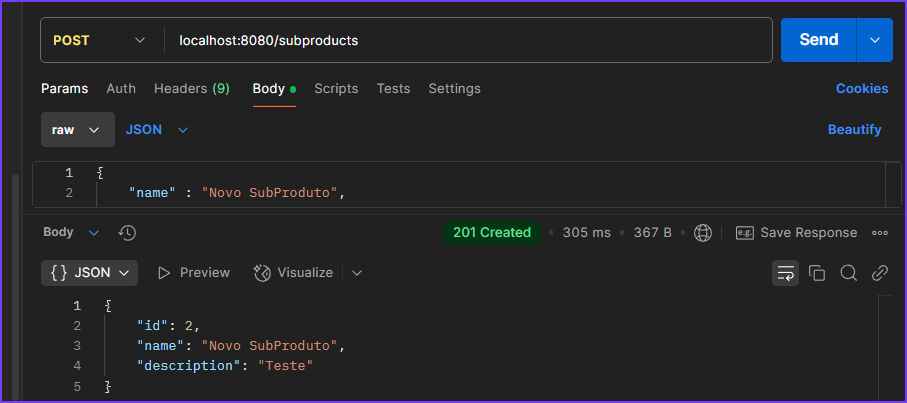 POST localhost:8080/subproducts Send
Params Auth Headers (9) Body Scripts Tests Settings Cookies
raw JSON Beautify
1 {
2 "name" : "Novo SubProduto",
Body 201 Created 305 ms 367 B e.g. Save Response
{} JSON Preview Visualize
1 {
2 "id": 2,
3 "name": "Novo SubProduto",
4 "description": "Teste"
5 }